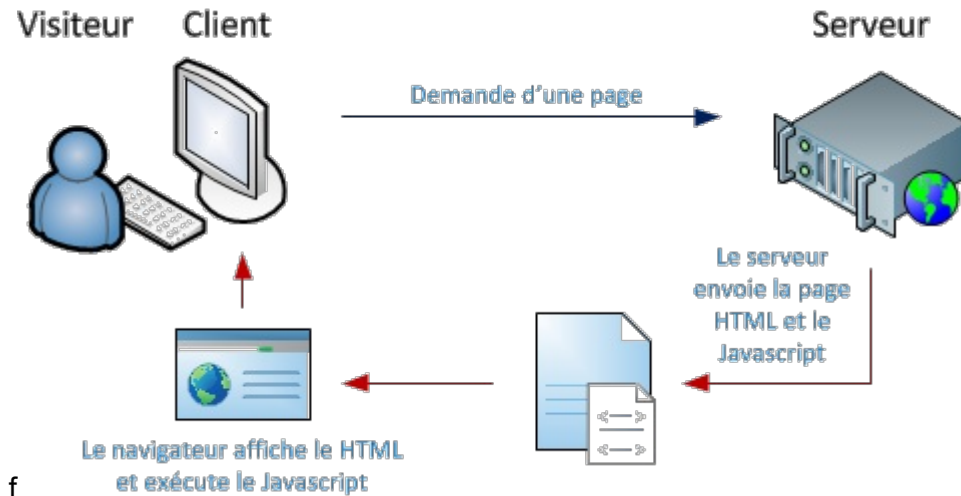 Visiteur Client Serveur
Demande d'une page
Le serveur
envoie la page
HTML et le
Javascript
Le navigateur affiche le HTML
et exécute le Javascript
f